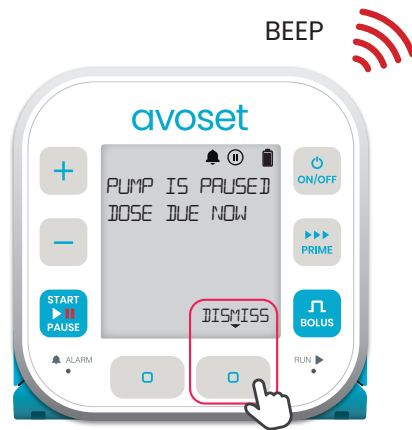 BEEP
avoset
+
ON/OFF
PUMP IS PAUSED
DOSE DUE NOW
−
PRIME
START
PAUSE
DISMISS
BOLUS
ALARM
RUN